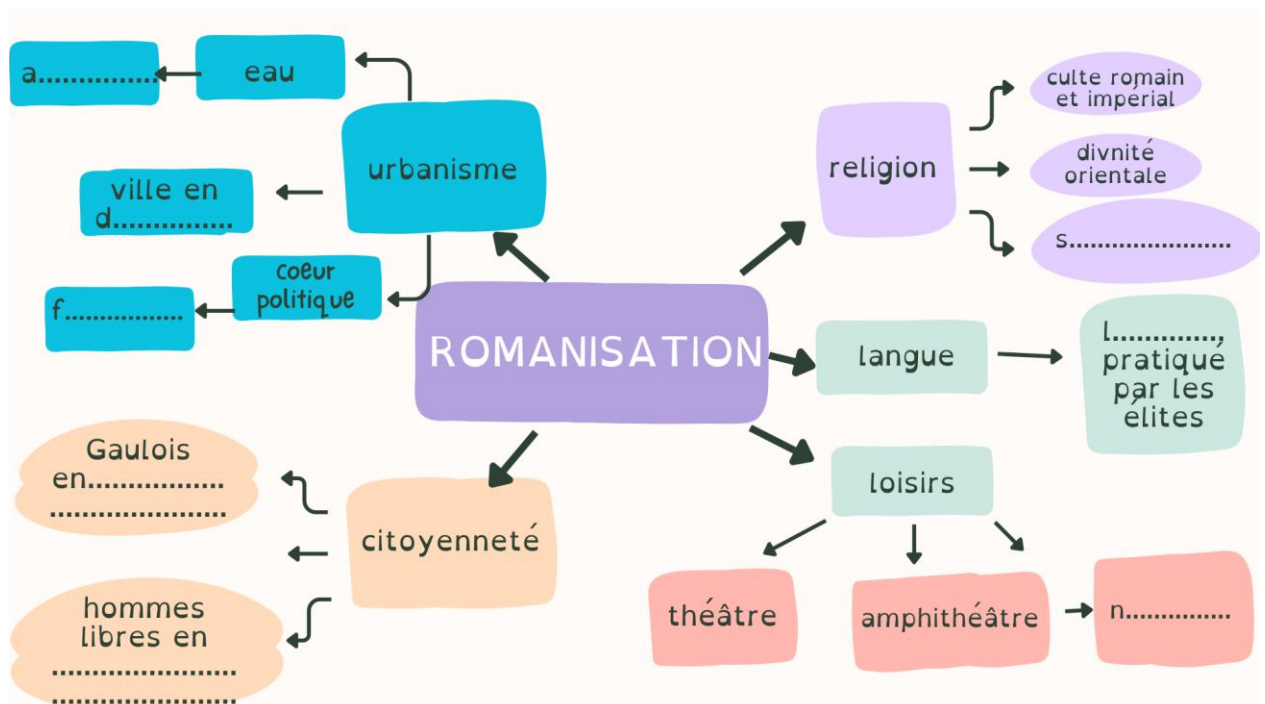 a...............
eau
urbanisme
ville en
d...............
coeur
politique
f................
ROMANISATION
religion
culte romain
et impérial
divnité
orientale
s.......................
langue
l.............,
pratiqué
par les
élites
loisirs
théâtre
amphithéâtre
n...............
citoyenneté
Gaulois
en.................
......................
hommes
libres en
.......................
.......................